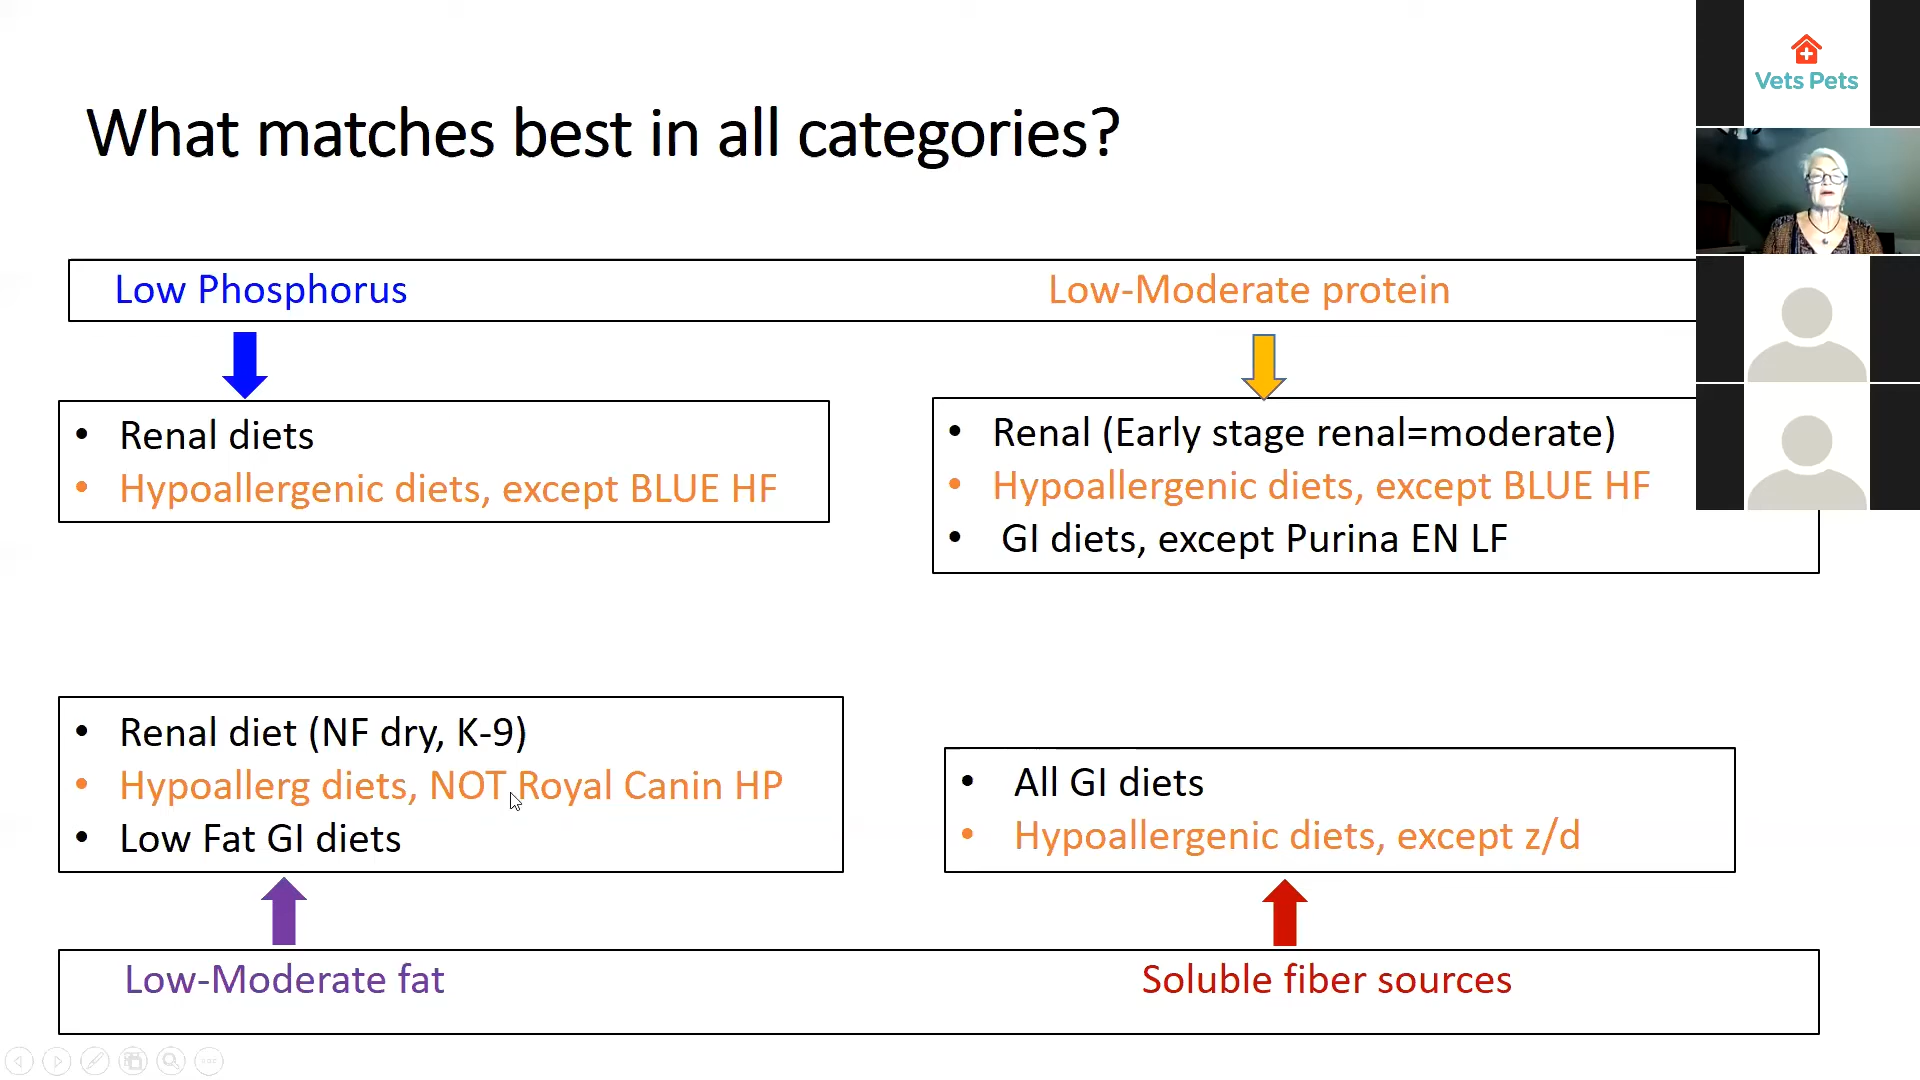 Vets Pets
What matches best in all categories?
Low Phosphorus
Low-Moderate protein
• Renal diets
• Hypoallergenic diets, except BLUE HF
• Renal (Early stage renal=moderate)
• Hypoallergenic diets, except BLUE HF
• GI diets, except Purina EN LF
• Renal diet (NF dry, K-9)
• Hypoallerg diets, NOT Royal Canin HP
• Low Fat GI diets
• All GI diets
• Hypoallergenic diets, except z/d
Low-Moderate fat
Soluble fiber sources